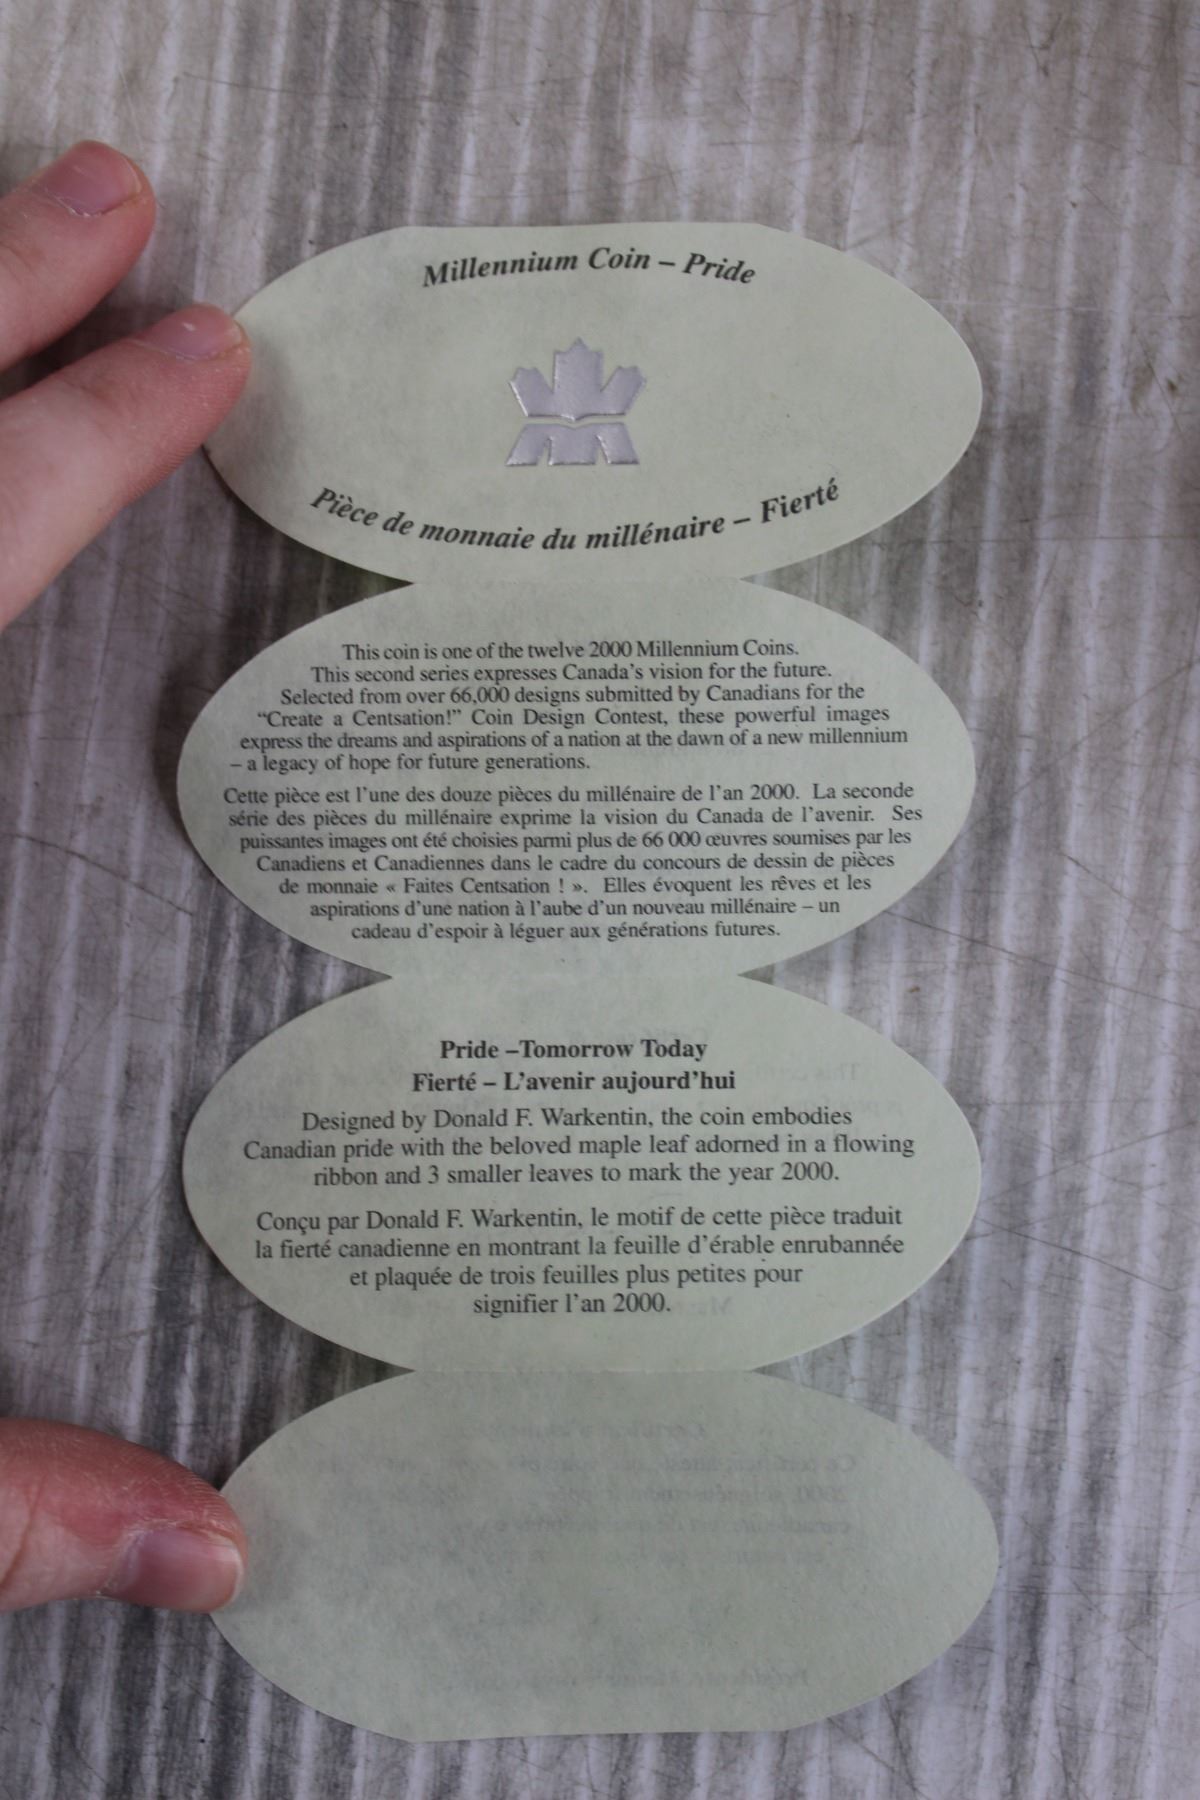 Millennium Coin – Pride
Pièce de monnaie du millénaire – Fierté
This coin is one of the twelve 2000 Millennium Coins.
This second series expresses Canada's vision for the future.
Selected from over 66,000 designs submitted by Canadians for the
“Create a Centsation!” Coin Design Contest, these powerful images
express the dreams and aspirations of a nation at the dawn of a new millennium
– a legacy of hope for future generations.
Cette pièce est l'une des douze pièces du millénaire de l'an 2000. La seconde
série des pièces du millénaire exprime la vision du Canada de l'avenir. Ses
puissantes images ont été choisies parmi plus de 66 000 œuvres soumises par les
Canadiens et Canadiennes dans le cadre du concours de dessin de pièces
de monnaie « Faites Centsation ! ». Elles évoquent les rêves et les
aspirations d'une nation à l'aube d'un nouveau millénaire – un
cadeau d'espoir à léguer aux générations futures.
Pride –Tomorrow Today
Fierté – L'avenir aujourd'hui
Designed by Donald F. Warkentin, the coin embodies
Canadian pride with the beloved maple leaf adorned in a flowing
ribbon and 3 smaller leaves to mark the year 2000.
Conçu par Donald F. Warkentin, le motif de cette pièce traduit
la fierté canadienne en montrant la feuille d'érable enrubannée
et plaquée de trois feuilles plus petites pour
signifier l'an 2000.